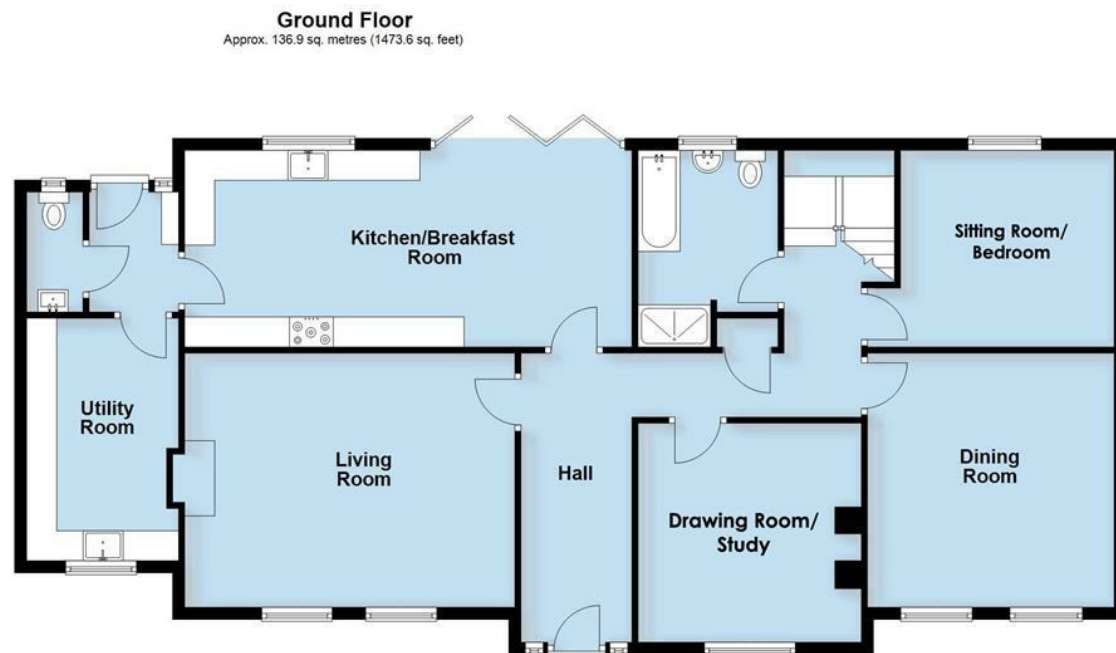 Ground Floor
Approx. 136.9 sq. metres (1473.6 sq. feet)
Kitchen/Breakfast
Room
Sitting Room/
Bedroom
Utility
Room
Living
Room
Hall
Drawing Room/
Study
Dining
Room